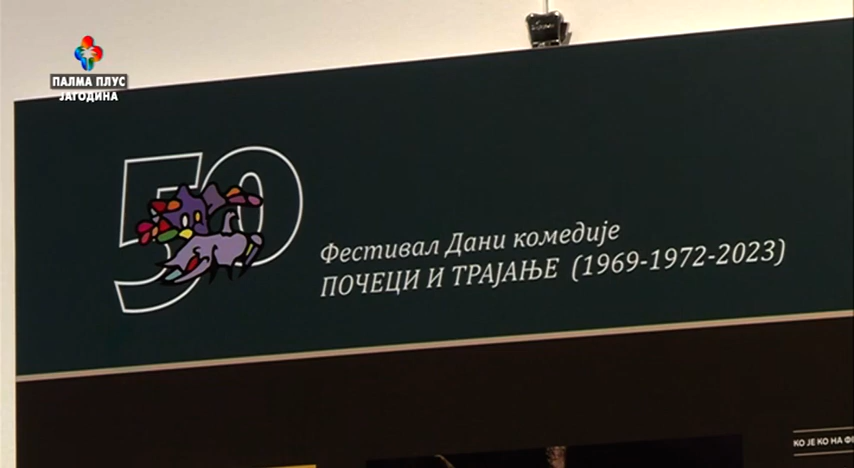 ПАЛМА ПЛУС
ЈАГОДИНА
50
Фестивал Дани комедије
ПОЧЕЦИ И ТРАЈАЊЕ (1969-1972-2023)
КО ЈЕ КО НА